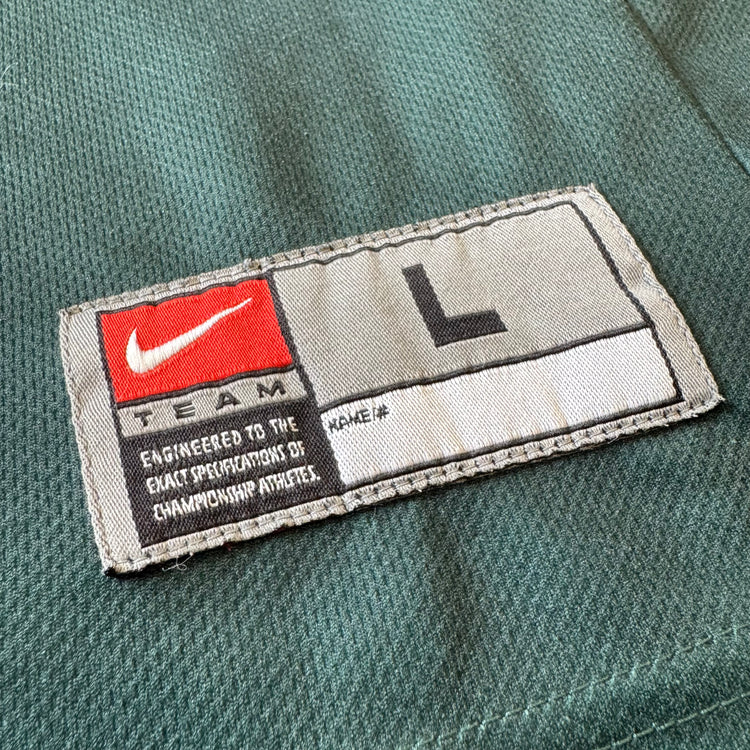 L
TEAM
NAME/#
ENGINEERED TO THE
EXACT SPECIFICATIONS OF
CHAMPIONSHIP ATHLETES.